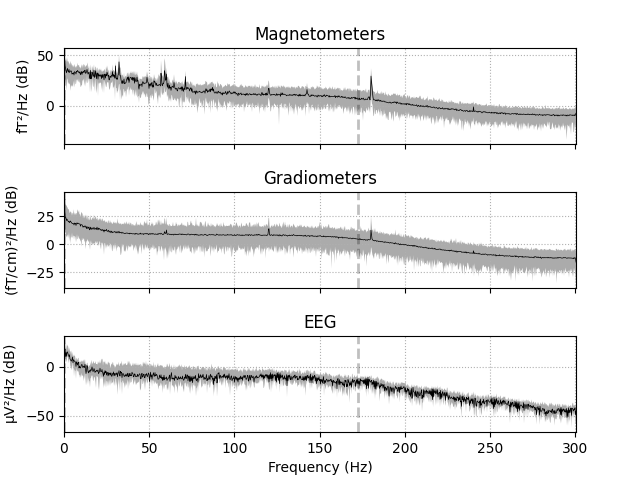 Magnetometers
fT²/Hz (dB)
50
0
Gradiometers
(fT/cm)²/Hz (dB)
25
0
−25
EEG
µV²/Hz (dB)
0
−50
0 50 100 150 200 250 300
Frequency (Hz)